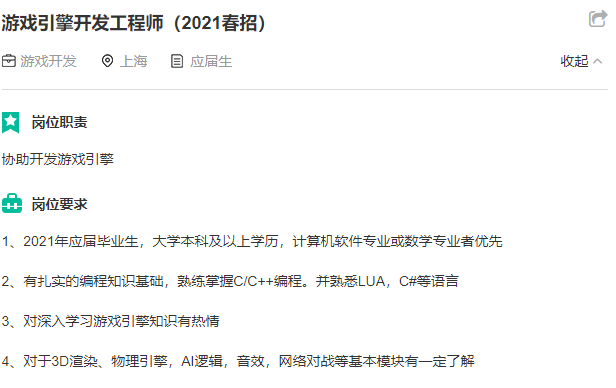 游戏引擎开发工程师（2021春招）
游戏开发 上海 应届生 收起
岗位职责
协助开发游戏引擎
岗位要求
1、2021年应届毕业生，大学本科及以上学历，计算机软件专业或数学专业者优先
2、有扎实的编程知识基础，熟练掌握C/C++编程。并熟悉LUA，C#等语言
3、对深入学习游戏引擎知识有热情
4、对于3D渲染、物理引擎，AI逻辑，音效，网络对战等基本模块有一定了解